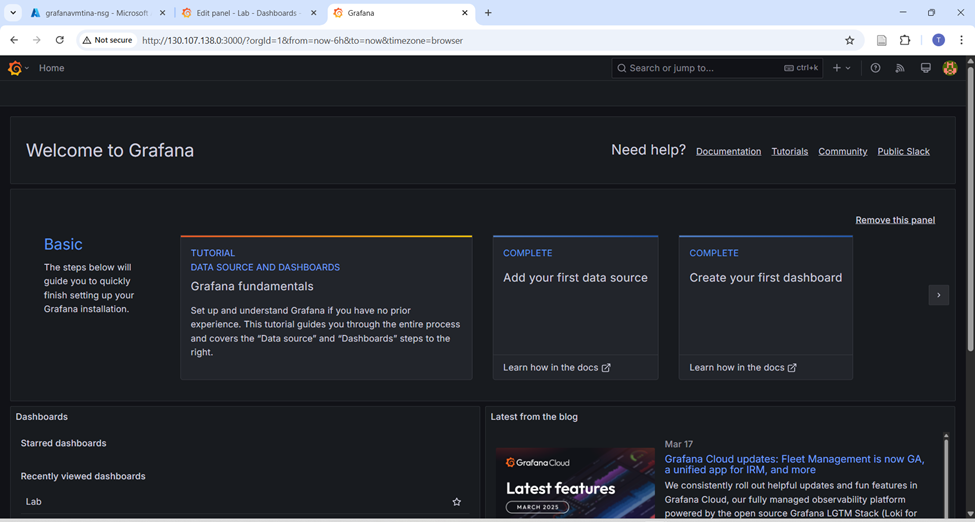 grafanavmtina-nsg - Microsof
Edit panel - Lab - Dashboards -
Grafana
Not secure
http://130.107.138.0:3000/?orgId=1&from=now-6h&to=now&timezone=browser
T
Home
Search or jump to...
ctrl+k
Welcome to Grafana
Need help?
Documentation
Tutorials
Community
Public Slack
Remove this panel
Basic
The steps below will
guide you to quickly
finish setting up your
Grafana installation.
TUTORIAL
DATA SOURCE AND DASHBOARDS
Grafana fundamentals
Set up and understand Grafana if you have no prior
experience. This tutorial guides you through the entire process
and covers the “Data source” and “Dashboards” steps to the
right.
COMPLETE
Add your first data source
Learn how in the docs
COMPLETE
Create your first dashboard
Learn how in the docs
Dashboards
Starred dashboards
Recently viewed dashboards
Lab
Latest from the blog
GrafanaCloud
Latest features
MARCH 2025
Mar 17
Grafana Cloud updates: Fleet Management is now GA,
a unified app for IRM, and more
We consistently roll out helpful updates and fun features in
Grafana Cloud, our fully managed observability platform
powered by the open source Grafana LGTM Stack (Loki for